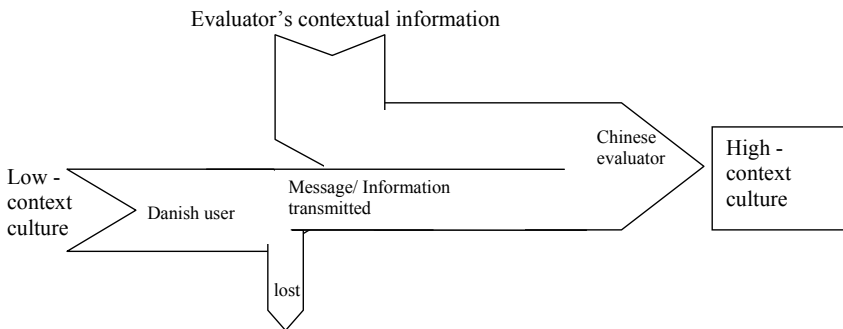 Evaluator's contextual information
Low -
context
culture
Danish user
Message/ Information
transmitted
lost
Chinese
evaluator
High -
context
culture